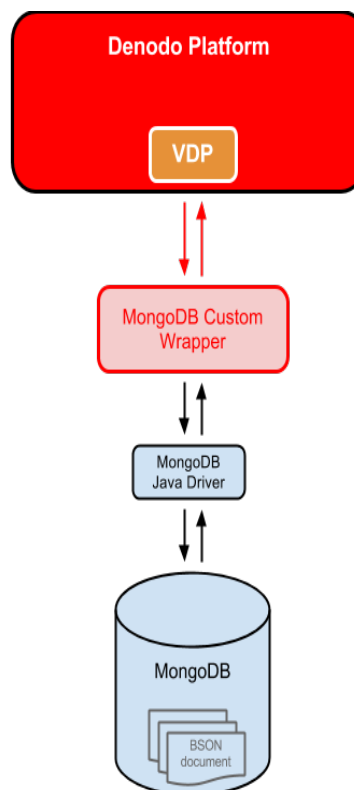 Denodo Platform
VDP
MongoDB Custom
Wrapper
MongoDB
Java Driver
MongoDB
BSON
document